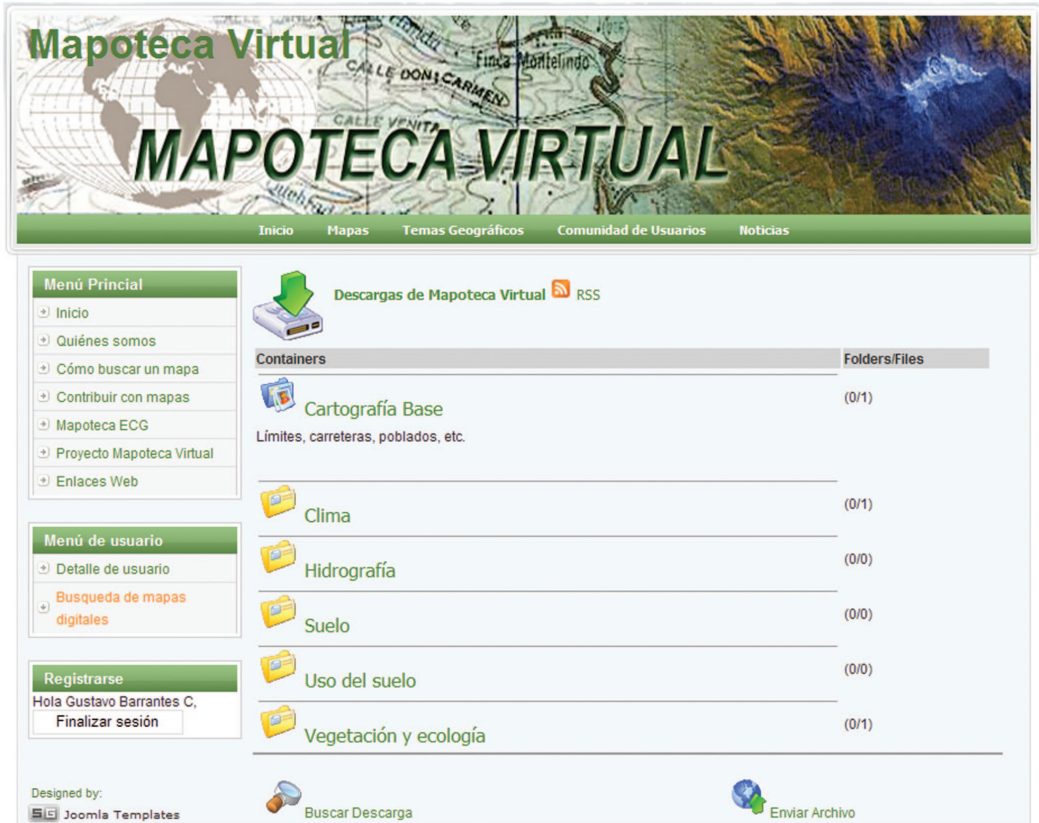 Mapoteca Virtual
Finca Montelindo
CALLE DON CARMEN
CALLE VENITA
MAPOTECA VIRTUAL
Inicio Mapas Temas Geográficos Comunidad de Usuarios Noticias
Menú Princial
Inicio
Quiénes somos
Cómo buscar un mapa
Contribuir con mapas
Mapoteca ECG
Proyecto Mapoteca Virtual
Enlaces Web
Menú de usuario
Detalle de usuario
Busqueda de mapas
digitales
Registrarse
Hola Gustavo Barrantes C,
Finalizar sesión
Designed by:
SG Joomla Templates
Descargas de Mapoteca Virtual RSS
Containers Folders/Files
Cartografía Base (0/1)
Límites, carreteras, poblados, etc.
Clima (0/1)
Hidrografía (0/0)
Suelo (0/0)
Uso del suelo (0/0)
Vegetación y ecología (0/1)
Buscar Descarga Enviar Archivo